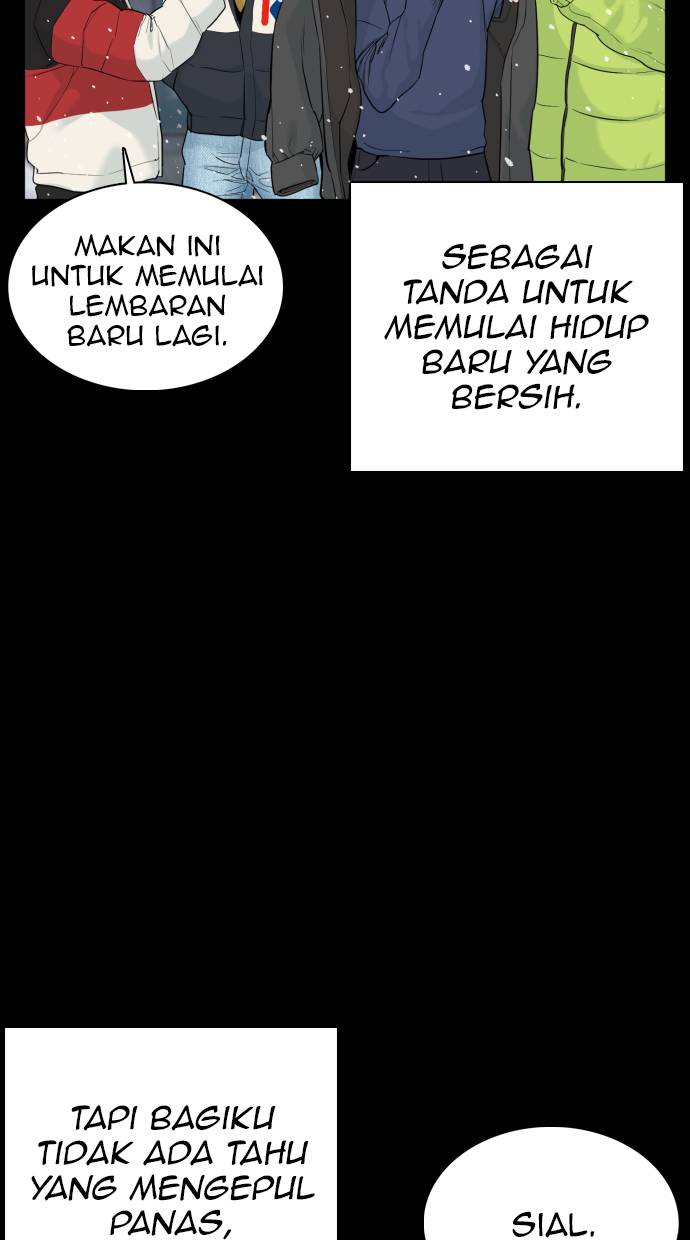 MAKAN INI
UNTUK MEMULAI
LEMBARAN
BARU LAGI.
SEBAGAI
TANDA UNTUK
MEMULAI HIDUP
BARU YANG
BERSIH.
TAPI BAGIKU
TIDAK ADA TAHU
YANG MENGEPUL
PANAS,
SIAL.